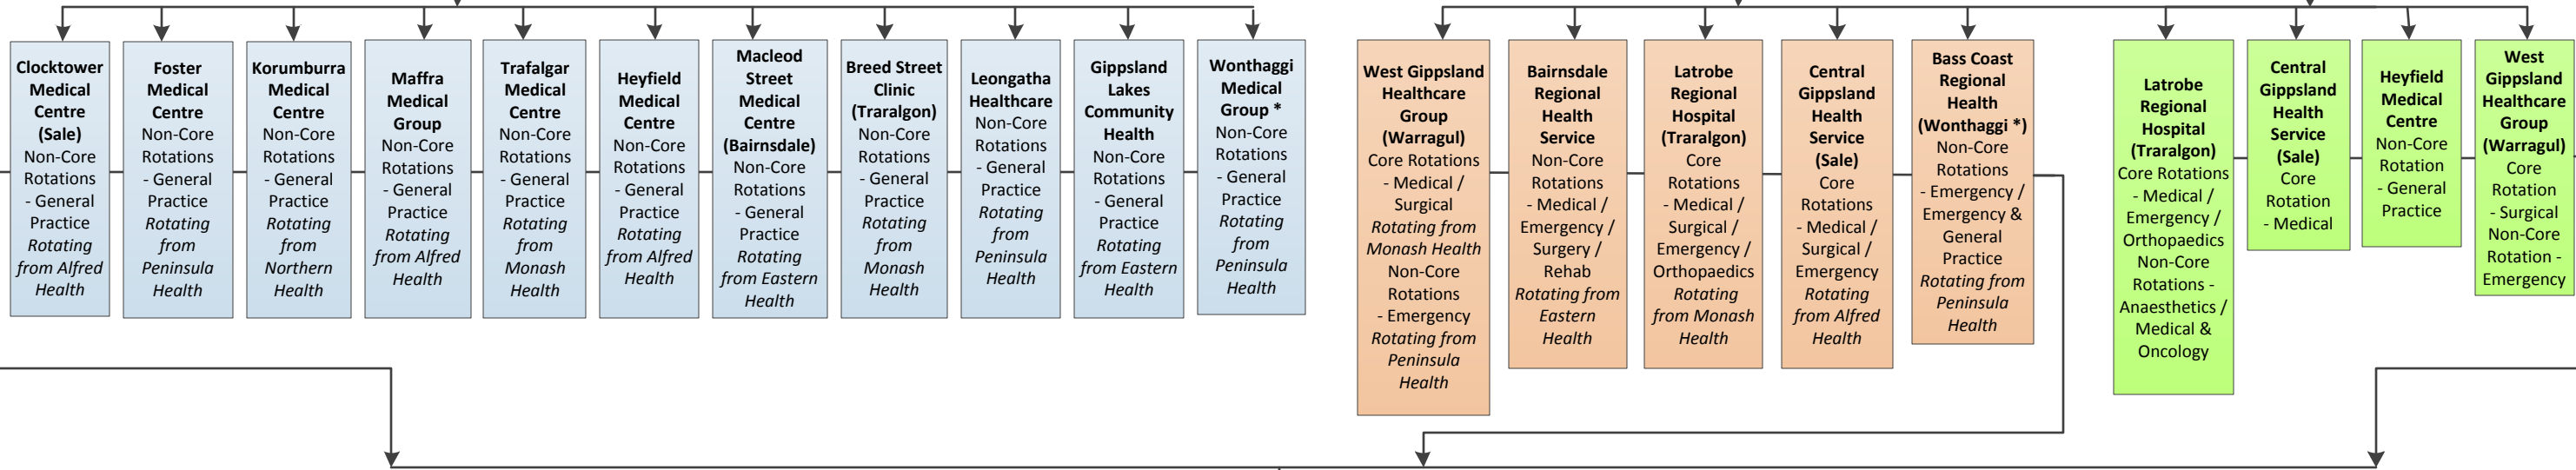 Clocktower
Medical
Centre
(Sale)
Non-Core
Rotations
- General
Practice
Rotating
from Alfred
Health
Foster
Medical
Centre
Non-Core
Rotations
- General
Practice
Rotating
from
Peninsula
Health
Korumburra
Medical
Centre
Non-Core
Rotations
- General
Practice
Rotating
from
Northern
Health
Maffra
Medical
Group
Non-Core
Rotations
- General
Practice
Rotating
from Alfred
Health
Trafalgar
Medical
Centre
Non-Core
Rotations
- General
Practice
Rotating
from
Monash
Health
Heyfield
Medical
Centre
Non-Core
Rotations
- General
Practice
Rotating
from Alfred
Health
Macleod
Street
Medical
Centre
(Bairnsdale)
Non-Core
Rotations
- General
Practice
Rotating
from Eastern
Health
Breed Street
Clinic
(Traralgon)
Non-Core
Rotations
- General
Practice
Rotating
from
Monash
Health
Leongatha
Healthcare
Non-Core
Rotations
- General
Practice
Rotating
from
Peninsula
Health
Gippsland
Lakes
Community
Health
Non-Core
Rotations
- General
Practice
Rotating
from Eastern
Health
Wonthaggi
Medical
Group *
Non-Core
Rotations
- General
Practice
Rotating
from
Peninsula
Health
West Gippsland
Healthcare
Group
(Warragul)
Core Rotations
- Medical /
Surgical
Rotating from
Monash Health
Non-Core
Rotations
- Emergency
Rotating from
Peninsula
Health
Bairnsdale
Regional
Health
Service
Non-Core
Rotations
- Medical /
Emergency /
Surgery /
Rehab
Rotating from
Eastern
Health
Latrobe
Regional
Hospital
(Traralgon)
Core
Rotations
- Medical /
Surgical /
Emergency /
Orthopaedics
Rotating
from Monash
Health
Central
Gippsland
Health
Service
(Sale)
Core
Rotations
- Medical /
Surgical /
Emergency
Rotating
from Alfred
Health
Bass Coast
Regional
Health
(Wonthaggi *)
Non-Core
Rotations
- Emergency /
Emergency &
General
Practice
Rotating from
Peninsula
Health
Latrobe
Regional
Hospital
(Traralgon)
Core Rotations
- Medical /
Emergency /
Orthopaedics
Non-Core
Rotations -
Anaesthetics /
Medical &
Oncology
Central
Gippsland
Health
Service
(Sale)
Core
Rotation
- Medical
Heyfield
Medical
Centre
Non-Core
Rotation
- General
Practice
West
Gippsland
Healthcare
Group
(Warragul)
Core
Rotation
- Surgical
Non-Core
Rotation -
Emergency